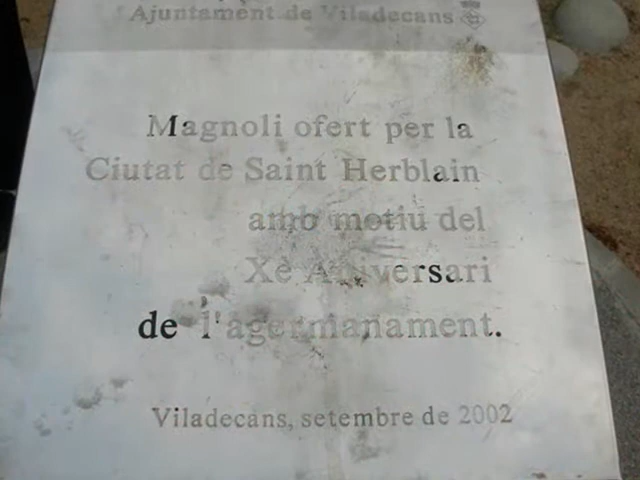 Ajuntament de Viladecans
Magnoli ofert per la
Ciutat de Saint Herblain
amb motiu del
Xè Aniversari
de l'agermanament.
Viladecans, setembre de 2002